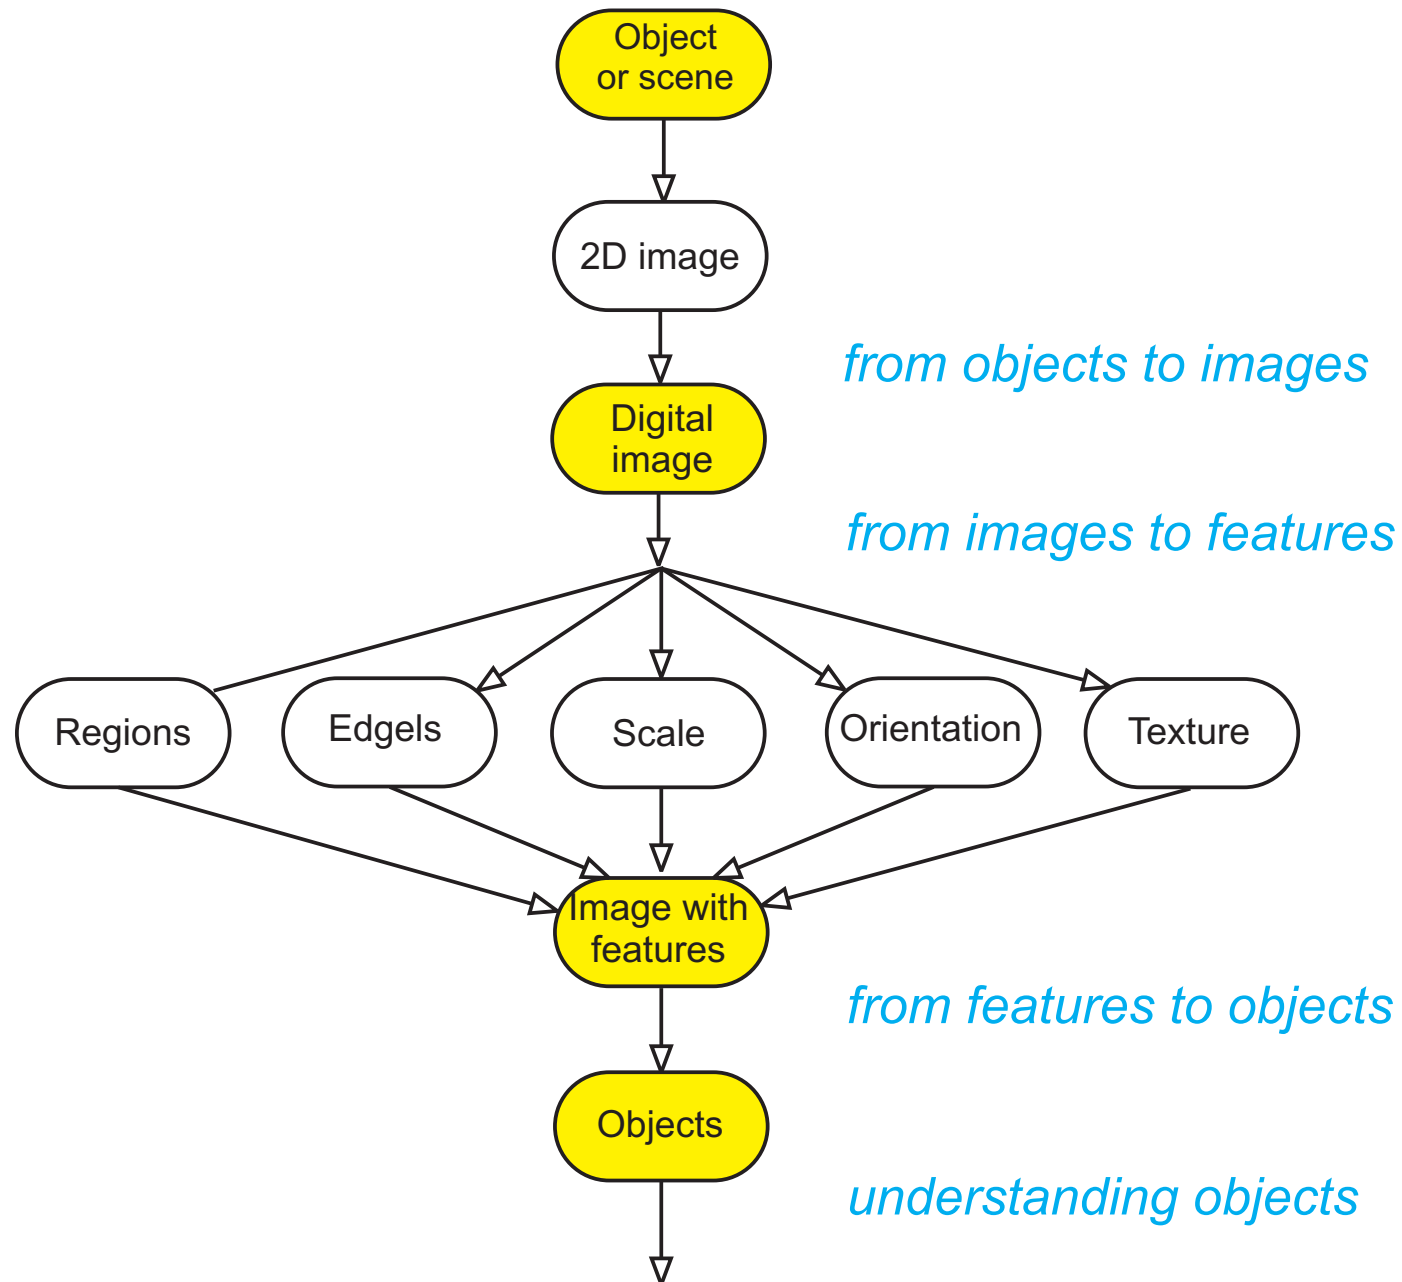 Object
or scene
2D image
from objects to images
Digital
image
from images to features
Regions
Edgels
Scale
Orientation
Texture
Image with
features
from features to objects
Objects
understanding objects